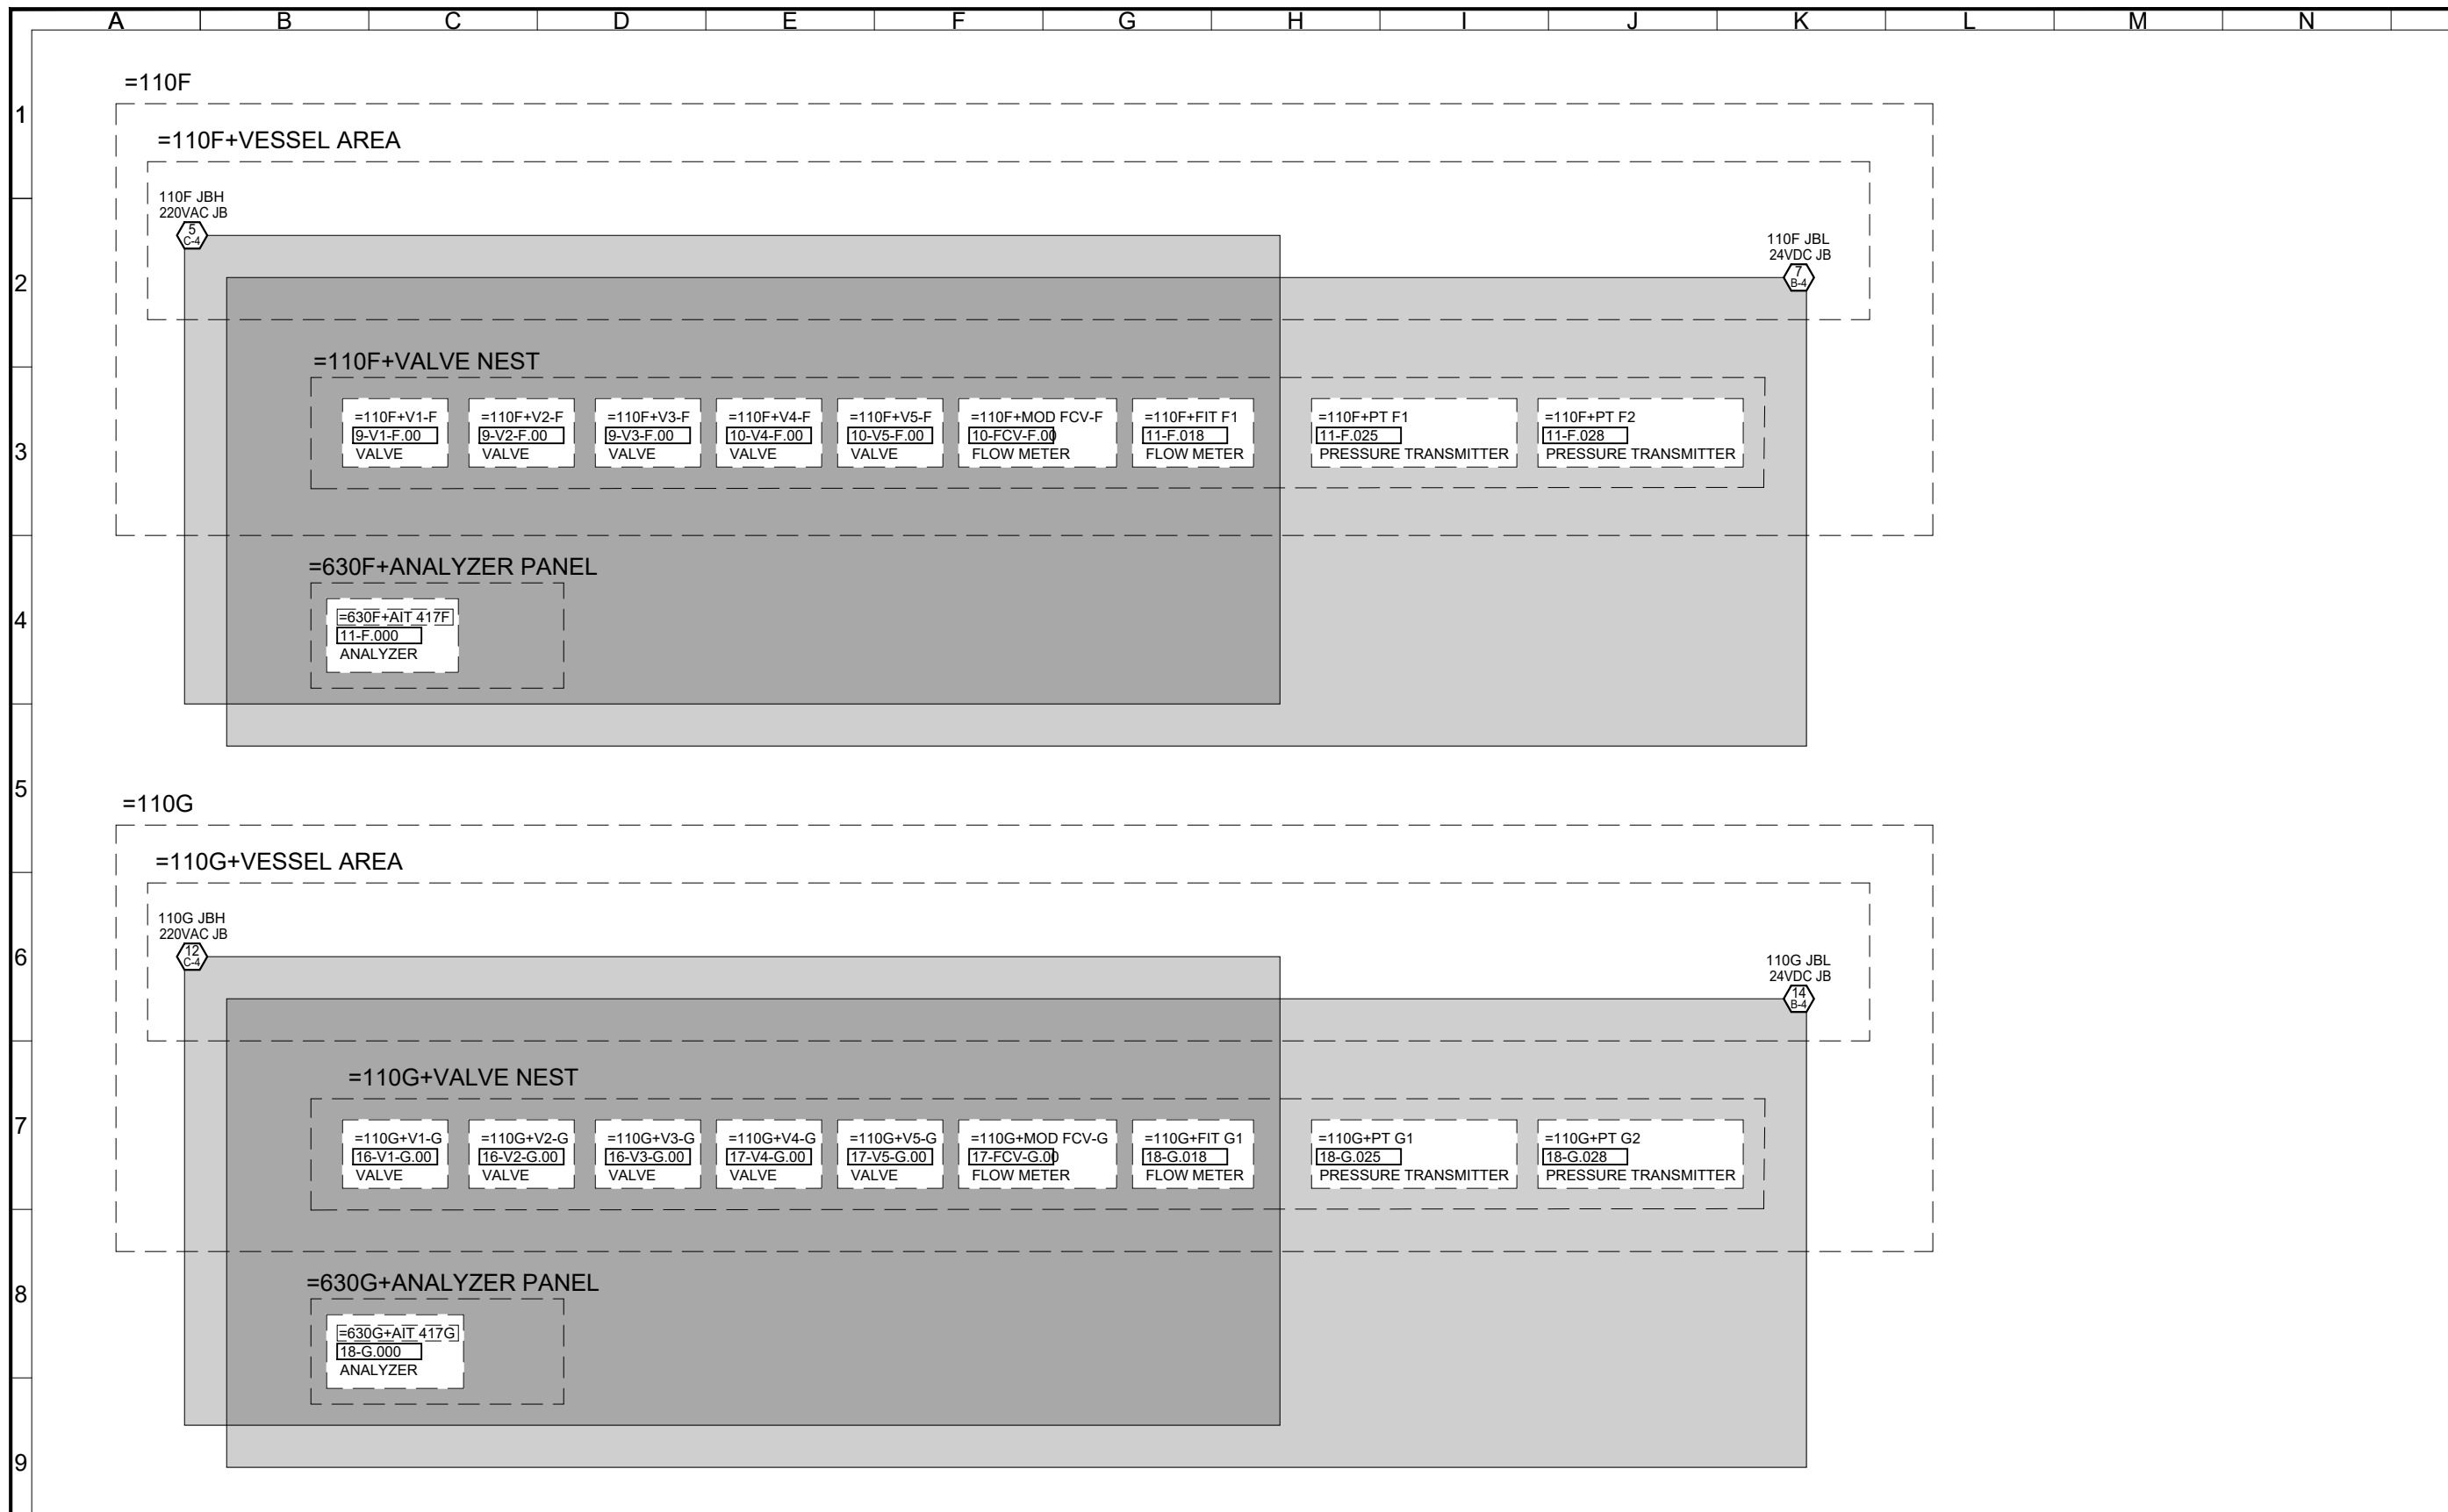 A B C D E F G H I J K L M N
=110F
1
=110F+VESSEL AREA
110F JBH
220VAC JB
5
C-4
110F JBL
24VDC JB
7
B-4
2
=110F+VALVE NEST
=110F+V1-F =110F+V2-F =110F+V3-F =110F+V4-F =110F+V5-F =110F+MOD FCV-F =110F+FIT F1 =110F+PT F1 =110F+PT F2
9-V1-F.00 9-V2-F.00 9-V3-F.00 10-V4-F.00 10-V5-F.00 10-FCV-F.00 11-F.018 11-F.025 11-F.028
3
VALVE VALVE VALVE VALVE VALVE FLOW METER FLOW METER PRESSURE TRANSMITTER PRESSURE TRANSMITTER
=630F+ANALYZER PANEL
=630F+AIT 417F
4
11-F.000
ANALYZER
5
=110G
=110G+VESSEL AREA
110G JBH
220VAC JB
12
C-4
6
110G JBL
24VDC JB
14
B-4
=110G+VALVE NEST
7
=110G+V1-G =110G+V2-G =110G+V3-G =110G+V4-G =110G+V5-G =110G+MOD FCV-G =110G+FIT G1 =110G+PT G1 =110G+PT G2
16-V1-G.00 16-V2-G.00 16-V3-G.00 17-V4-G.00 17-V5-G.00 17-FCV-G.00 18-G.018 18-G.025 18-G.028
VALVE VALVE VALVE VALVE VALVE FLOW METER FLOW METER PRESSURE TRANSMITTER PRESSURE TRANSMITTER
=630G+ANALYZER PANEL
8
=630G+AIT 417G
18-G.000
ANALYZER
9